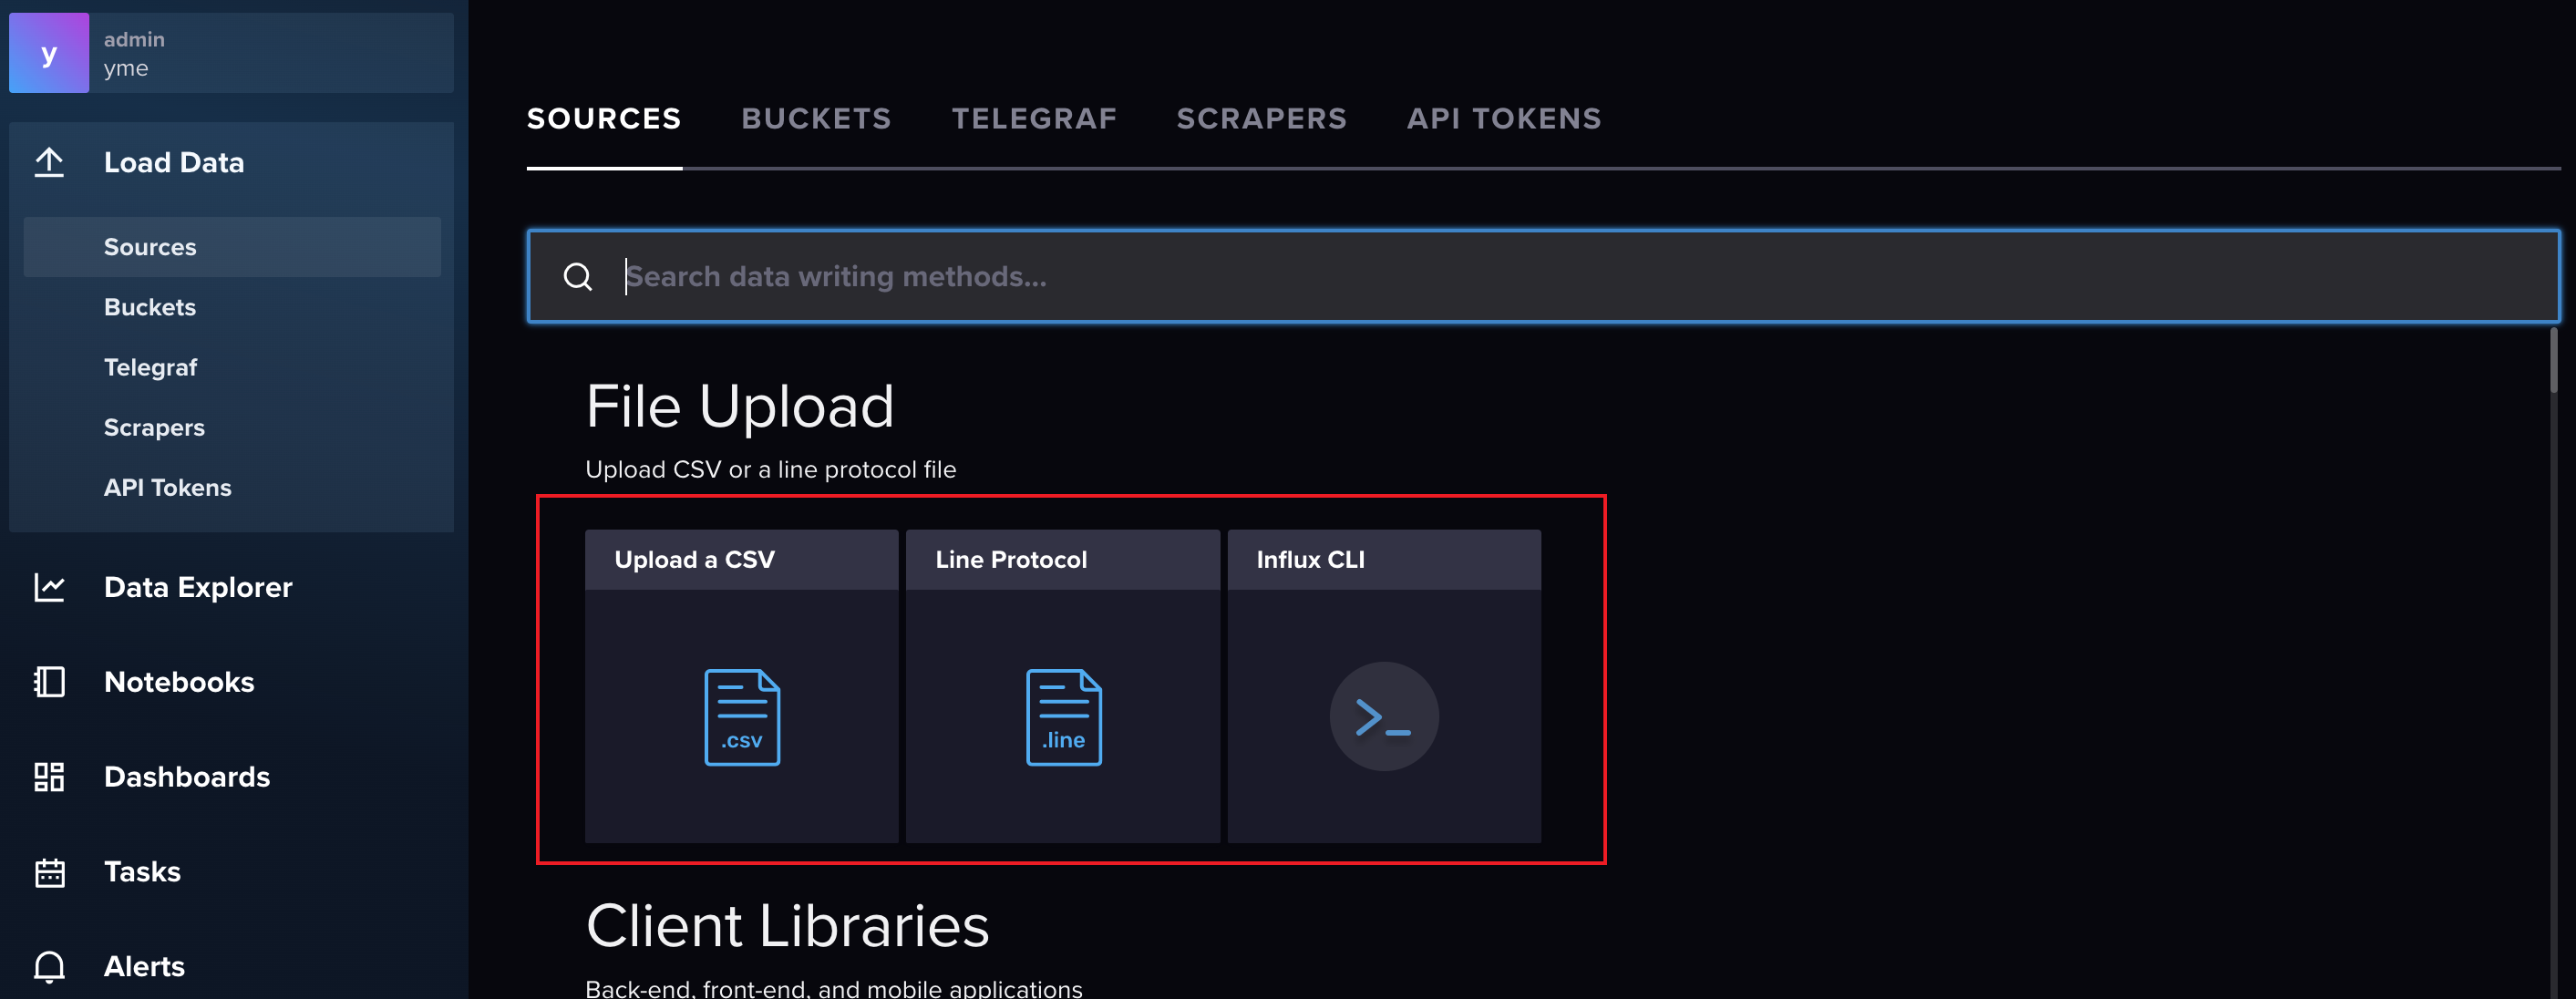 y
admin
yme
Load Data
Sources
Buckets
Telegraf
Scrapers
API Tokens
Data Explorer
Notebooks
Dashboards
Tasks
Alerts
SOURCES BUCKETS TELEGRAF SCRAPERS API TOKENS
Search data writing methods...
File Upload
Upload CSV or a line protocol file
Upload a CSV
.csv
Line Protocol
.line
Influx CLI
>_
Client Libraries
Back-end, front-end, and mobile applications